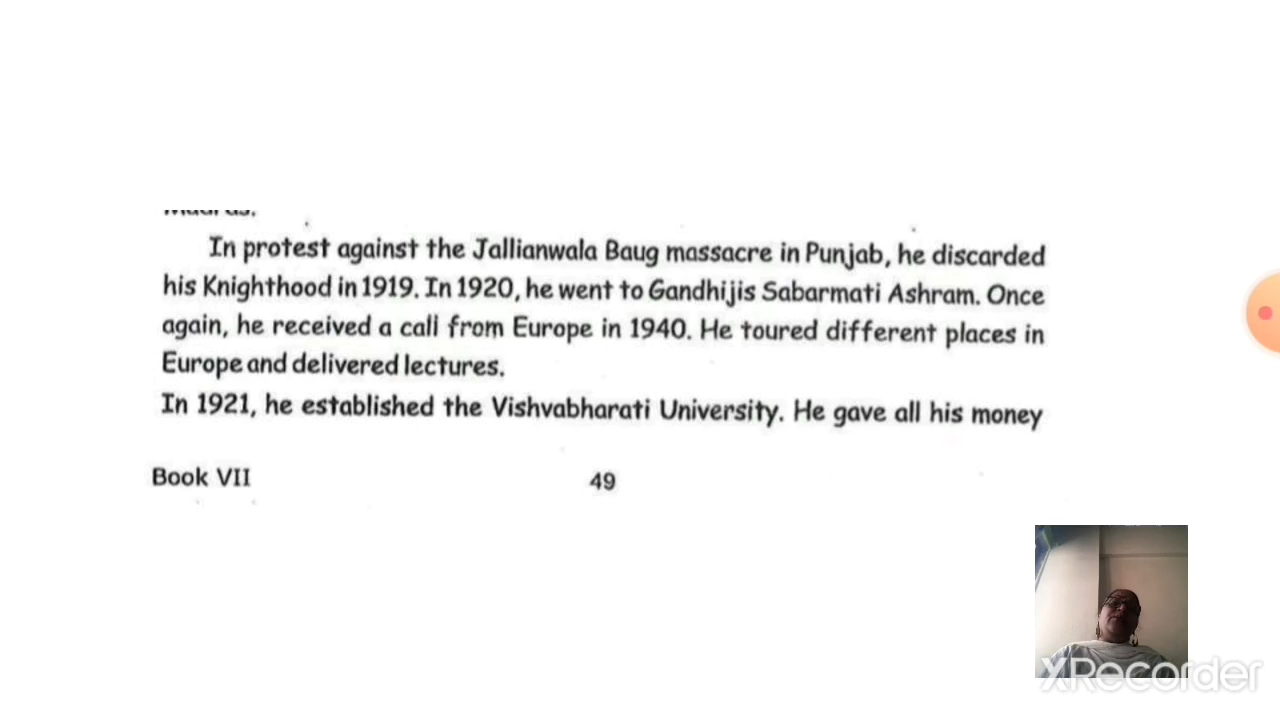 In protest against the Jallianwala Baug massacre in Punjab, he discarded
his Knighthood in 1919. In 1920, he went to Gandhijis Sabarmati Ashram. Once
again, he received a call from Europe in 1940. He toured different places in
Europe and delivered lectures.
In 1921, he established the Vishvabharati University. He gave all his money
Book VII
49
XRecorder